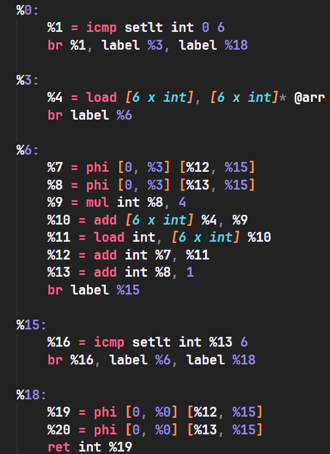 %0:
%1 = icmp setlt int 0 6
br %1, label %3, label %18
%3:
%4 = load [6 x int], [6 x int]* @arr
br label %6
%6:
%7 = phi [0, %3] [%12, %15]
%8 = phi [0, %3] [%13, %15]
%9 = mul int %8, 4
%10 = add [6 x int] %4, %9
%11 = load int, [6 x int] %10
%12 = add int %7, %11
%13 = add int %8, 1
br label %15
%15:
%16 = icmp setlt int %13 6
br %16, label %6, label %18
%18:
%19 = phi [0, %0] [%12, %15]
%20 = phi [0, %0] [%13, %15]
ret int %19